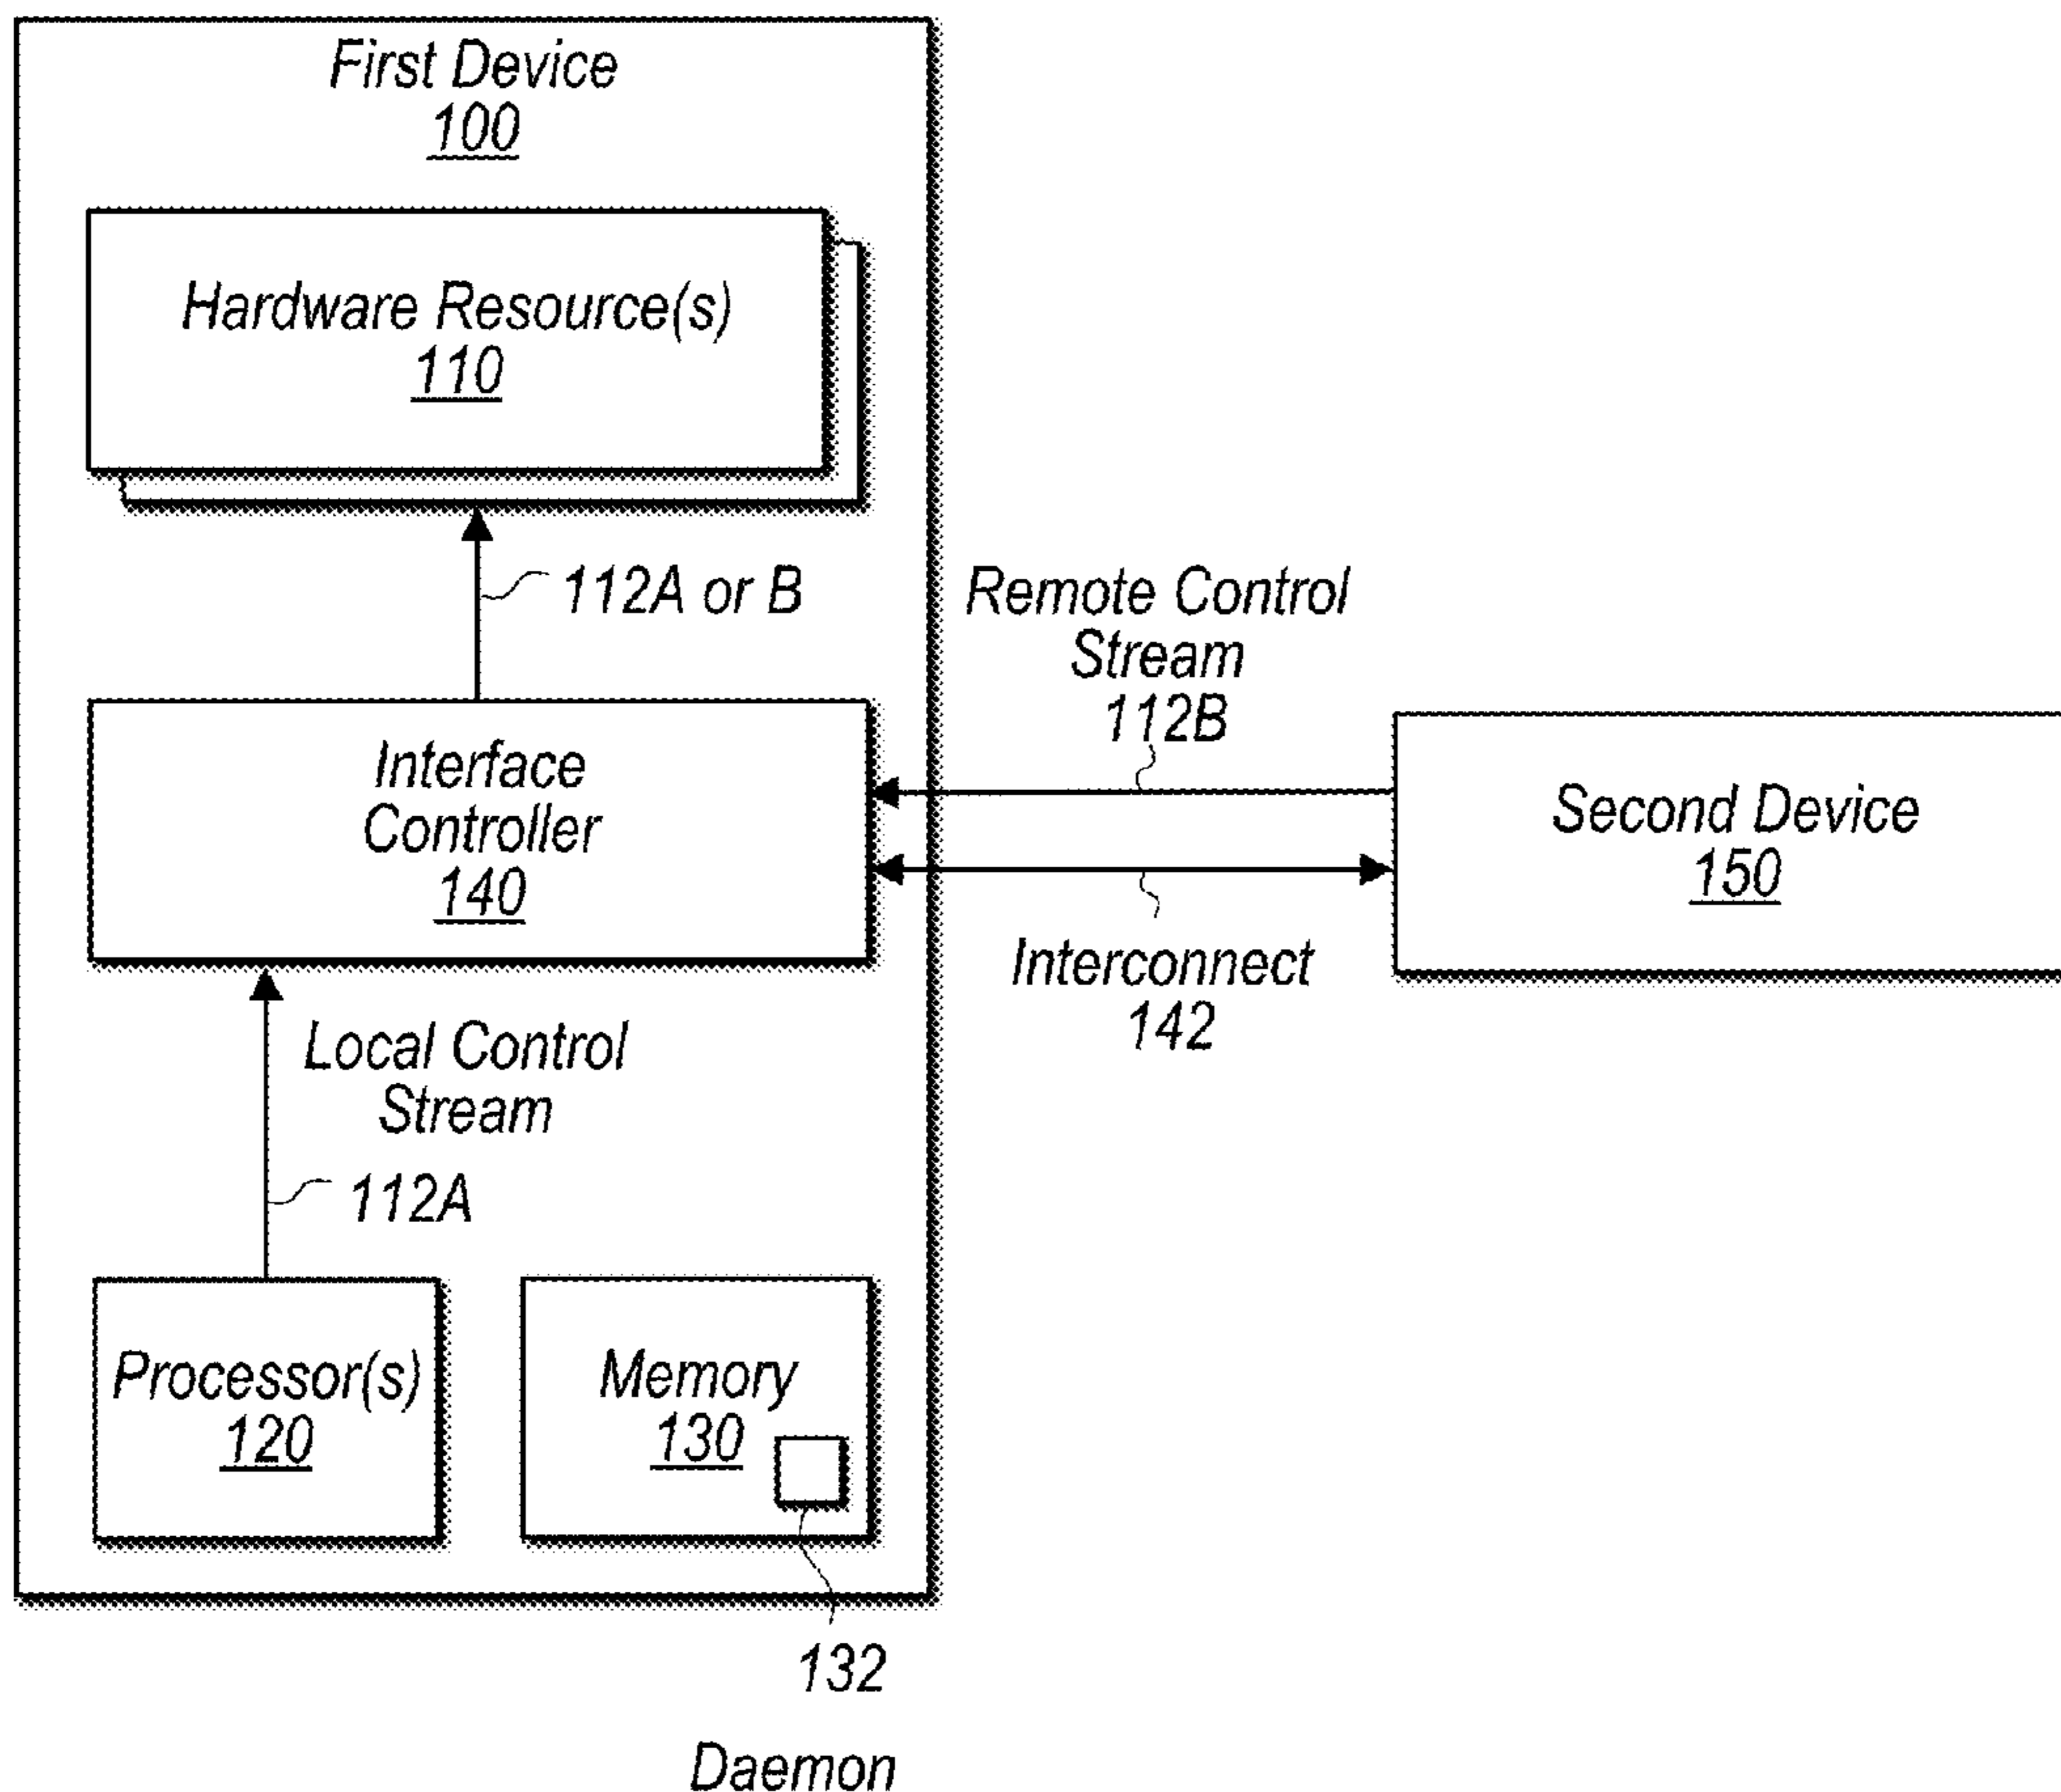 First Device
100
Hardware Resource(s)
110
112A or B
Remote Control
Stream
112B
Interface
Controller
140
Second Device
150
Interconnect
142
Local Control
Stream
112A
Processor(s)
120
Memory
130
132
Daemon